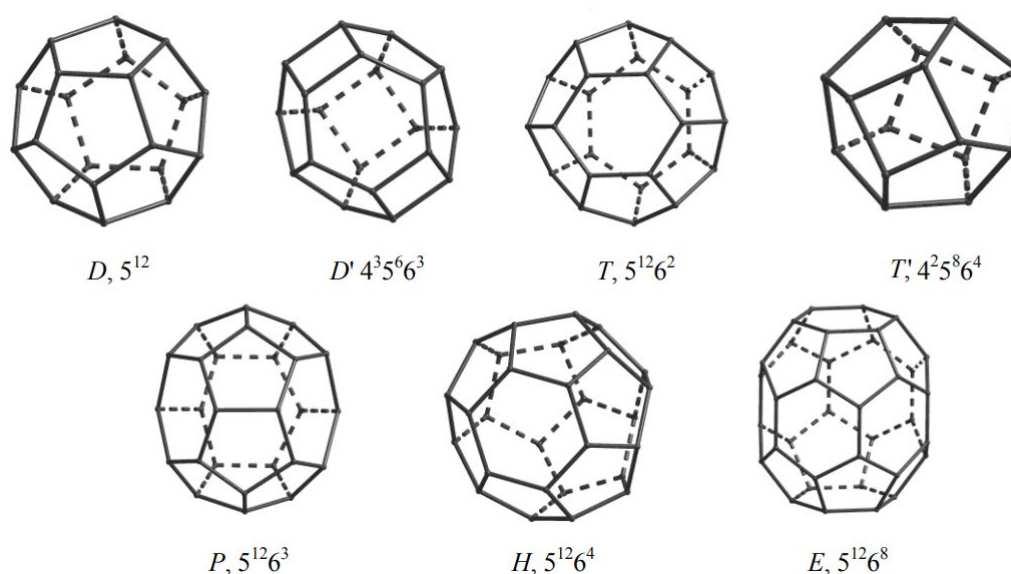 D, 5¹² D' 4³5⁶6³ T, 5¹²6² T', 4²5⁸6⁴
P, 5¹²6³ H, 5¹²6⁴ E, 5¹²6⁸